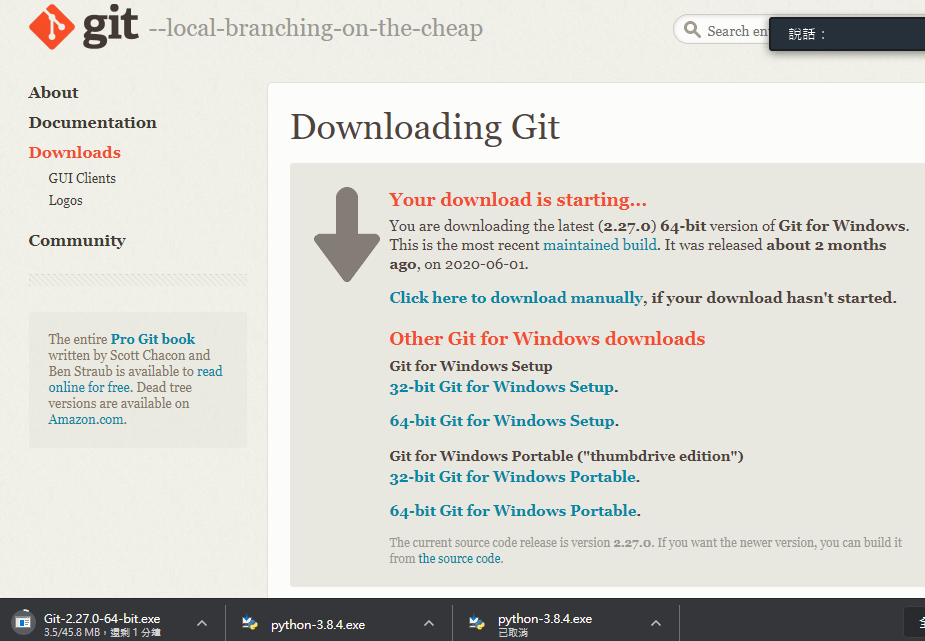 git --local-branching-on-the-cheap
Search en
說話：
About
Documentation
Downloads
GUI Clients
Logos
Community
The entire Pro Git book
written by Scott Chacon and
Ben Straub is available to read
online for free. Dead tree
versions are available on
Amazon.com.
Downloading Git
Your download is starting...
You are downloading the latest (2.27.0) 64-bit version of Git for Windows.
This is the most recent maintained build. It was released about 2 months
ago, on 2020-06-01.
Click here to download manually, if your download hasn't started.
Other Git for Windows downloads
Git for Windows Setup
32-bit Git for Windows Setup.
64-bit Git for Windows Setup.
Git for Windows Portable ("thumbdrive edition")
32-bit Git for Windows Portable.
64-bit Git for Windows Portable.
The current source code release is version 2.27.0. If you want the newer version, you can build it
from the source code.
Git-2.27.0-64-bit.exe
3.5/45.8 MB，還剩 1 分鐘
python-3.8.4.exe
python-3.8.4.exe
已取消